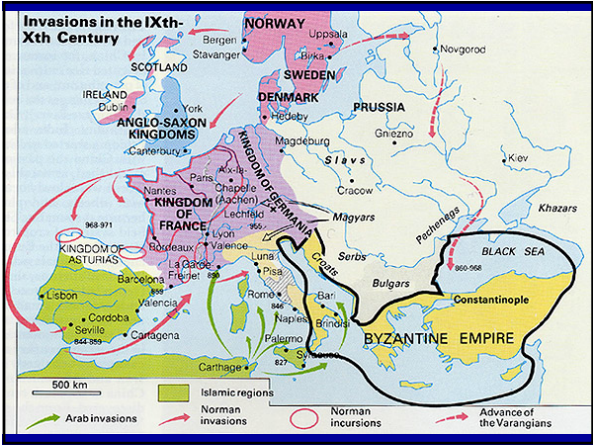 Invasions in the IXth-
Xth Century
NORWAY
Bergen
Stavanger
Uppsala
Birka
Novgorod
SCOTLAND
SWEDEN
IRELAND
Dublin
York
DENMARK
Hedeby
PRUSSIA
ANGLO-SAXON
KINGDOMS
Canterbury
Magdeburg
Gniezno
Kiev
KINGDOM OF GERMANIA
Slavs
Paris
Aix-la-
Chapelle
(Aachen)
Cracow
Nantes
KINGDOM
OF
FRANCE
Lechfeld
955
Magyars
Pechenegs
Khazars
968-971
KINGDOM OF
ASTURIAS
Bordeaux
Lyon
Valence
Luna
Croats
Serbs
BLACK SEA
860-968
La Garde-
Freinet
890
Pisa
Bulgars
Barcelona
859
Constantinople
Lisbon
Valencia
Rome
846
Bari
Cordoba
Seville
844-859
Cartagena
Naples
Brindisi
BYZANTINE EMPIRE
Palermo
Carthage
827
Syracuse
500 km
Islamic regions
Arab invasions
Norman
invasions
Norman
incursions
Advance of
the Varangians